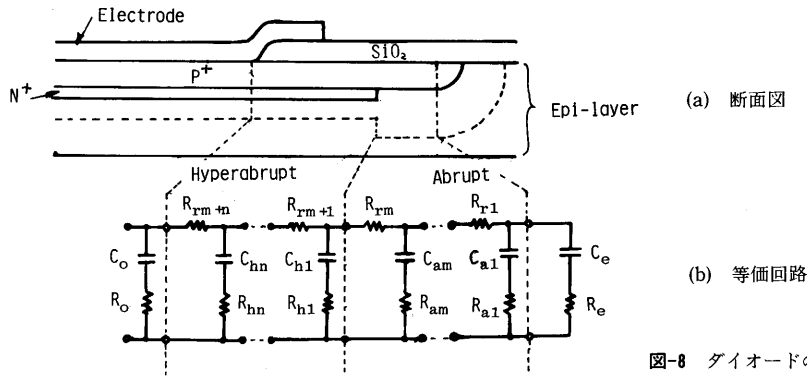 Electrode
SiO₂
P⁺
N⁺
Epi-layer
(a) 断面図
Hyperabrupt
Abrupt
R_rm+n
R_rm+1
R_rm
R_r1
C_o
C_hn
C_h1
C_am
C_a1
C_e
R_o
R_hn
R_h1
R_am
R_a1
R_e
(b) 等価回路
図-8 ダイオードの